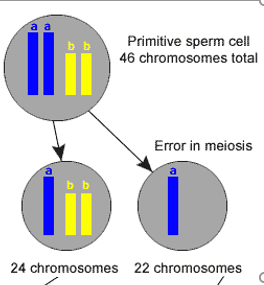 a a
b b
Primitive sperm cell
46 chromosomes total
Error in meiosis
a
b b
a
24 chromosomes
22 chromosomes